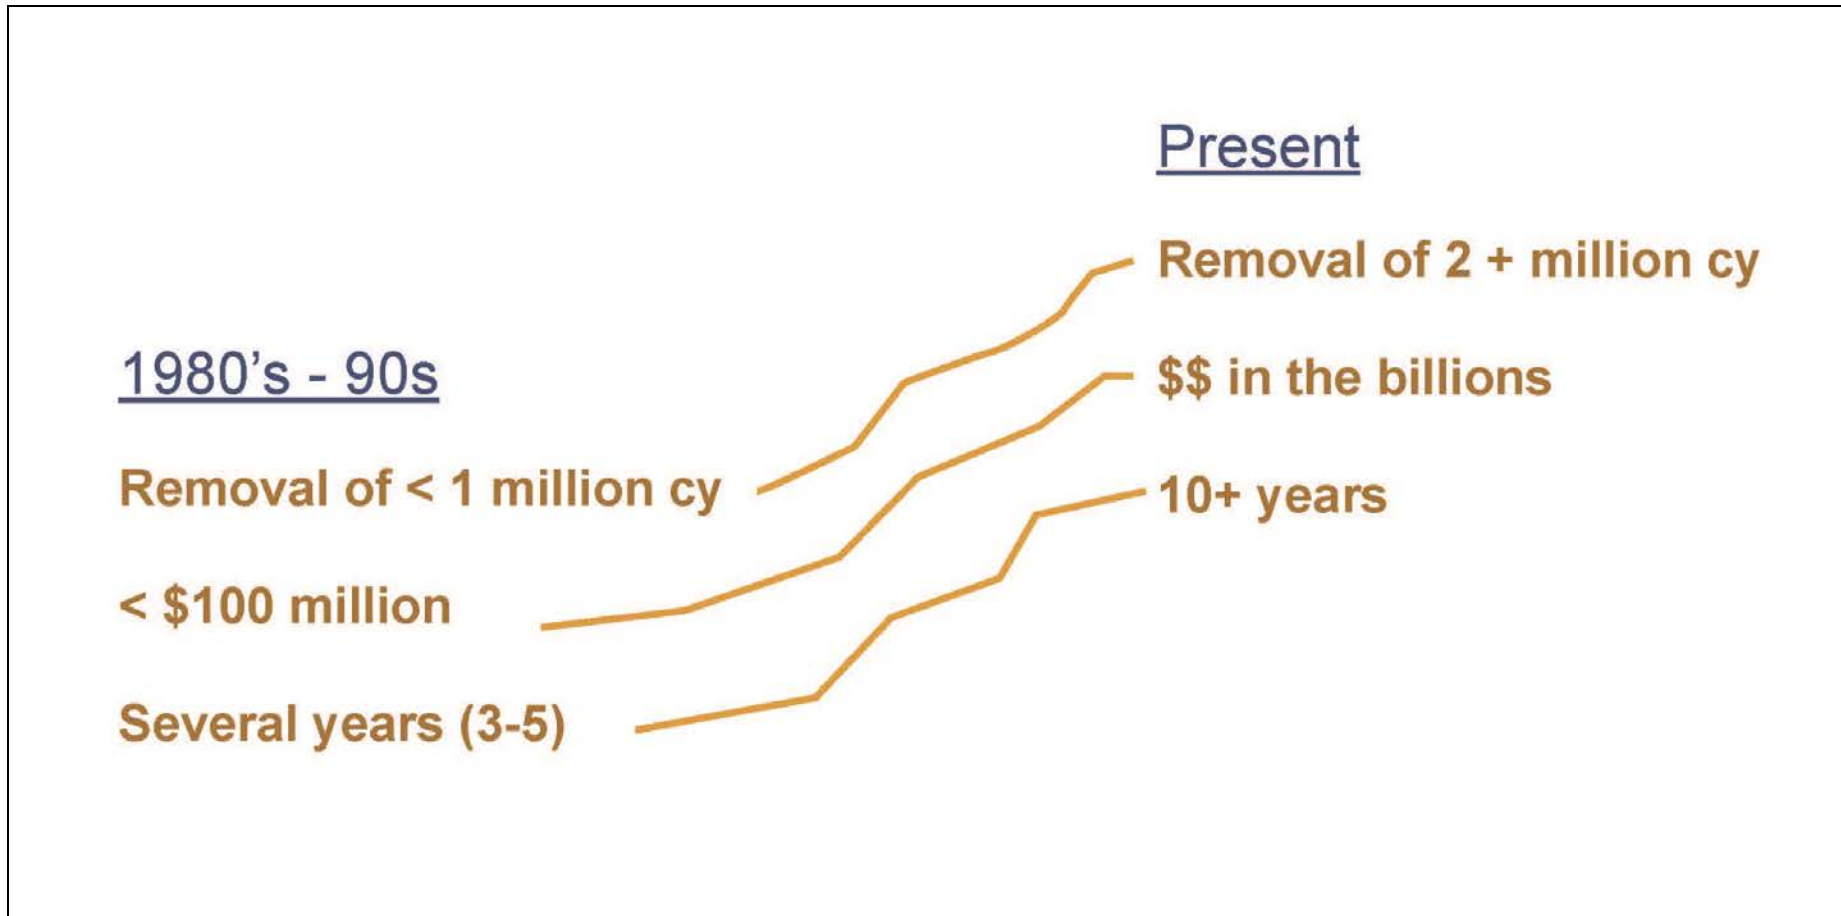 1980's - 90s
Removal of < 1 million cy
< $100 million
Several years (3-5)
Present
Removal of 2 + million cy
$$ in the billions
10+ years